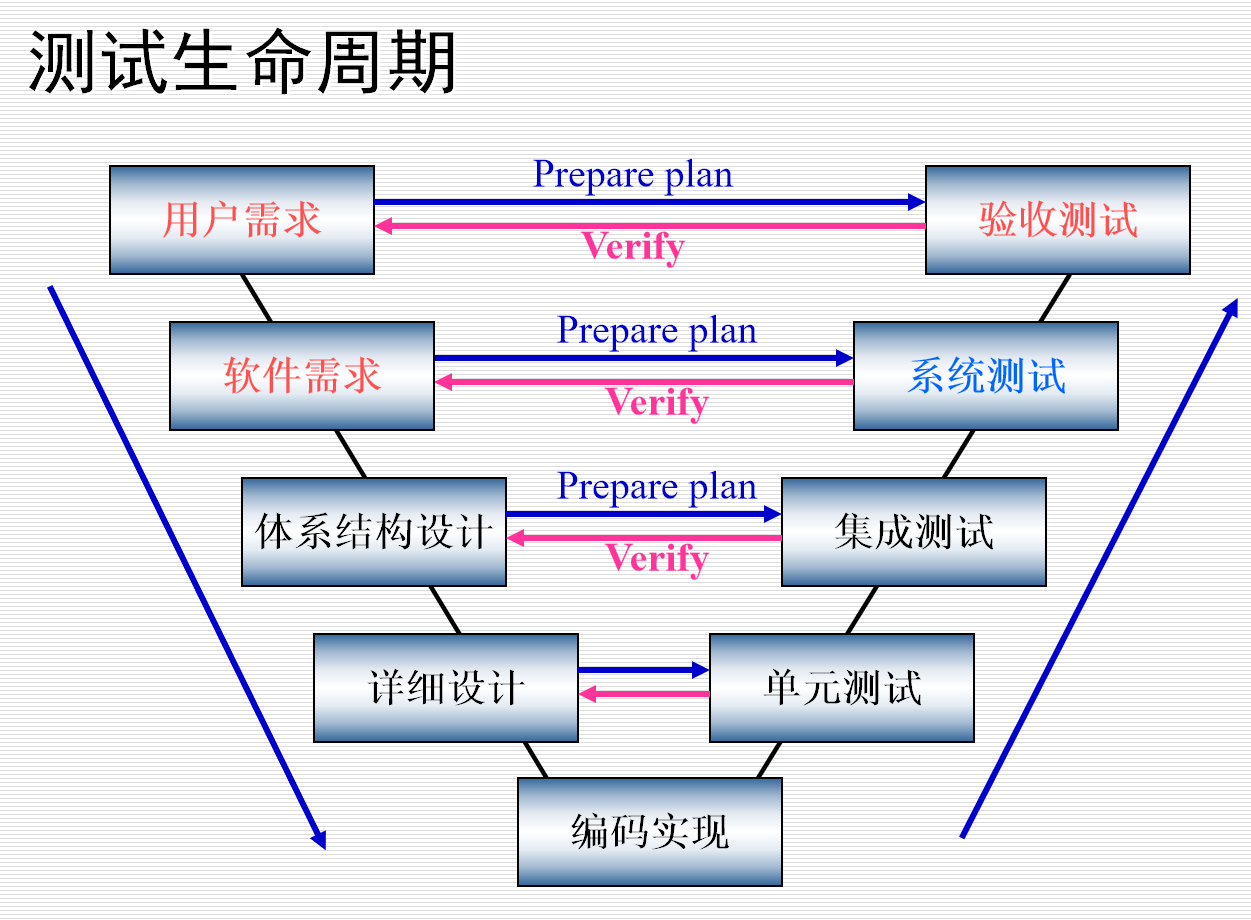 测试生命周期
Prepare plan
用户需求
验收测试
Verify
Prepare plan
软件需求
系统测试
Verify
Prepare plan
体系结构设计
集成测试
Verify
详细设计
单元测试
编码实现